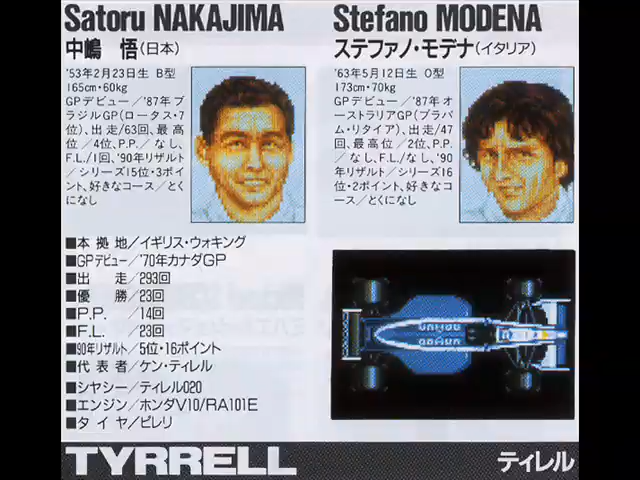 Satoru NAKAJIMA
中嶋 悟(日本)
'53年2月23日生 B型
165cm・60kg
GPデビュー／'87年ブ
ラジルGP(ロータス・7
位)、出走／63回、最高
位／4位、P.P.／なし、
F.L./1回、'90年リザルト
／シリーズ15位・3ポイ
ント、好きなコース／とく
になし
Stefano MODENA
ステファノ・モデナ(イタリア)
'63年5月12日生 O型
173cm・70kg
GPデビュー／'87年オ
ーストラリアGP(ブラバ
ム・リタイア)、出走/47
回、最高位／2位、P.P.
／なし、F.L./なし、'90
年リザルト／シリーズ16
位・2ポイント、好きなコ
ース／とくになし
■本拠地／イギリス・ウォキング
■GPデビュー／'70年カナダGP
■出走／293回
■優勝／23回
■P.P.／14回
■F.L.／23回
■90年リザルト／5位・16ポイント
■代表者／ケン・ティレル
■シャシー／ティレル020
■エンジン／ホンダV10/RA101E
■タイヤ／ピレリ
TYRRELL
ティレル